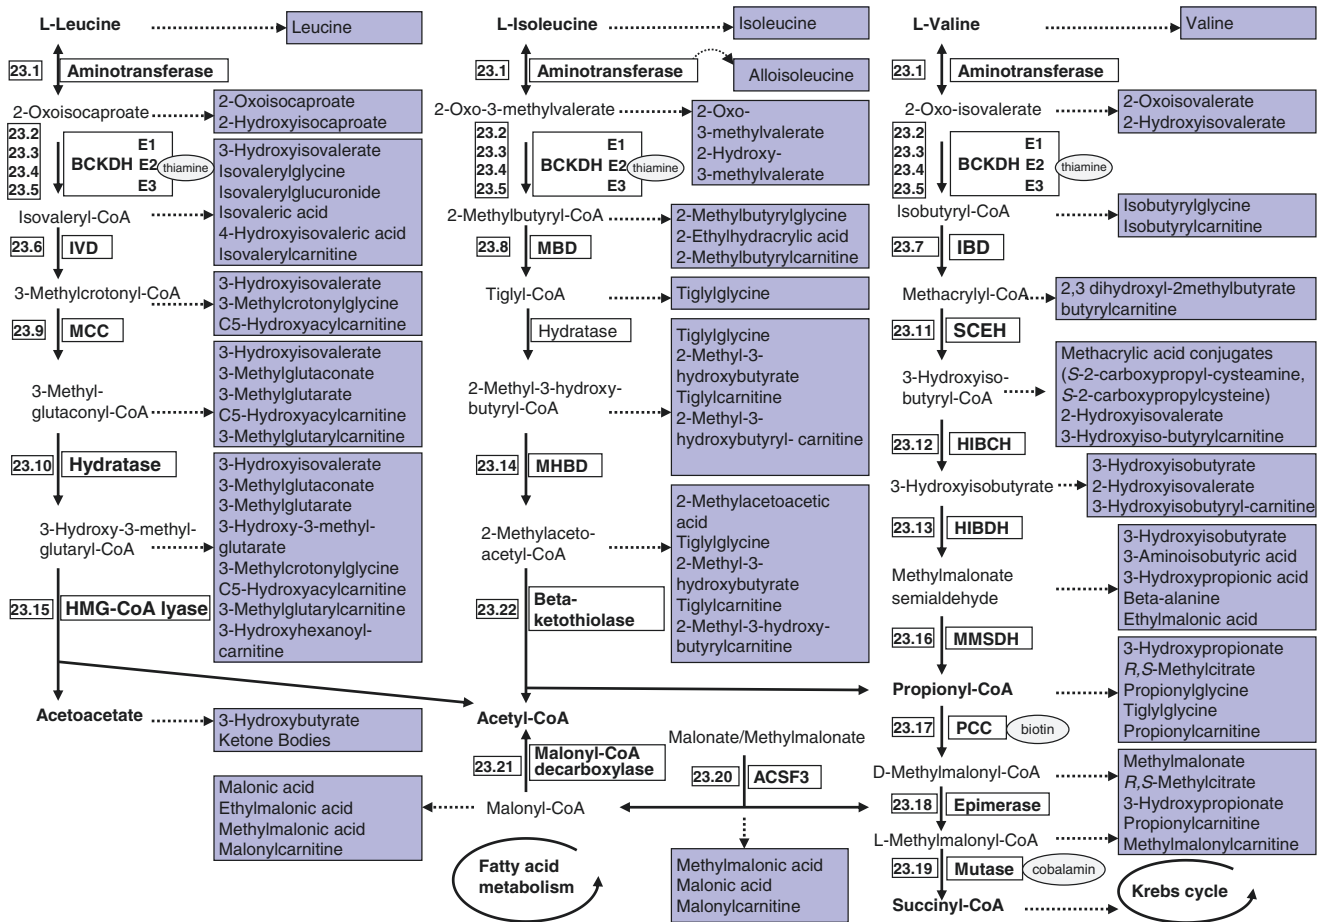 L-Leucine
Leucine
23.1
Aminotransferase
2-Oxoisocaproate
2-Oxoisocaproate
2-Hydroxyisocaproate
23.2
23.3
23.4
23.5
BCKDH
E1
E2
E3
thiamine
3-Hydroxyisovalerate
Isovalerylglycine
Isovalerylglucuronide
Isovaleric acid
4-Hydroxyisovaleric acid
Isovalerylcarnitine
Isovaleryl-CoA
23.6
IVD
3-Methylcrotonyl-CoA
3-Hydroxyisovalerate
3-Methylcrotonylglycine
C5-Hydroxyacylcarnitine
23.9
MCC
3-Methyl-
glutaconyl-CoA
3-Hydroxyisovalerate
3-Methylglutaconate
3-Methylglutarate
C5-Hydroxyacylcarnitine
3-Methylglutarylcarnitine
23.10
Hydratase
3-Hydroxy-3-methyl-
glutaryl-CoA
3-Hydroxyisovalerate
3-Methylglutaconate
3-Methylglutarate
3-Hydroxy-3-methyl-
glutarate
3-Methylcrotonylglycine
C5-Hydroxyacylcarnitine
3-Methylglutarylcarnitine
3-Hydroxyhexanoyl-
carnitine
23.15
HMG-CoA lyase
Acetoacetate
3-Hydroxybutyrate
Ketone Bodies
Malonic acid
Ethylmalonic acid
Methylmalonic acid
Malonylcarnitine
L-Isoleucine
Isoleucine
23.1
Aminotransferase
Alloisoleucine
2-Oxo-3-methylvalerate
2-Oxo-
3-methylvalerate
2-Hydroxy-
3-methylvalerate
23.2
23.3
23.4
23.5
BCKDH
E1
E2
E3
thiamine
2-Methylbutyryl-CoA
2-Methylbutyrylglycine
2-Ethylhydracrylic acid
2-Methylbutyrylcarnitine
23.8
MBD
Tiglyl-CoA
Tiglylglycine
Hydratase
Tiglylglycine
2-Methyl-3-
hydroxybutyrate
Tiglylcarnitine
2-Methyl-3-
hydroxybutyryl- carnitine
2-Methyl-3-hydroxy-
butyryl-CoA
23.14
MHBD
2-Methylaceto-
acetyl-CoA
2-Methylacetoacetic
acid
Tiglylglycine
2-Methyl-3-
hydroxybutyrate
Tiglylcarnitine
2-Methyl-3-hydroxy-
butyrylcarnitine
23.22
Beta-
ketothiolase
Acetyl-CoA
23.21
Malonyl-CoA
decarboxylase
Malonyl-CoA
Malonate/Methylmalonate
23.20
ACSF3
Methylmalonic acid
Malonic acid
Malonylcarnitine
Fatty acid
metabolism
L-Valine
Valine
23.1
Aminotransferase
2-Oxo-isovalerate
2-Oxoisovalerate
2-Hydroxyisovalerate
23.2
23.3
23.4
23.5
BCKDH
E1
E2
E3
thiamine
Isobutyryl-CoA
Isobutyrylglycine
Isobutyrylcarnitine
23.7
IBD
Methacrylyl-CoA
2,3 dihydroxyl-2methylbutyrate
butyrylcarnitine
23.11
SCEH
3-Hydroxyiso-
butyryl-CoA
Methacrylic acid conjugates
(S-2-carboxypropyl-cysteamine,
S-2-carboxypropylcysteine)
2-Hydroxyisovalerate
3-Hydroxyiso-butyrylcarnitine
23.12
HIBCH
3-Hydroxyisobutyrate
3-Hydroxyisobutyrate
2-Hydroxyisovalerate
3-Hydroxyisobutyryl-carnitine
23.13
HIBDH
Methylmalonate
semialdehyde
3-Hydroxyisobutyrate
3-Aminoisobutyric acid
3-Hydroxypropionic acid
Beta-alanine
Ethylmalonic acid
23.16
MMSDH
Propionyl-CoA
3-Hydroxypropionate
R,S-Methylcitrate
Propionylglycine
Tiglylglycine
Propionylcarnitine
23.17
PCC
biotin
D-Methylmalonyl-CoA
Methylmalonate
R,S-Methylcitrate
3-Hydroxypropionate
Propionylcarnitine
Methylmalonylcarnitine
23.18
Epimerase
L-Methylmalonyl-CoA
23.19
Mutase
cobalamin
Succinyl-CoA
Krebs cycle